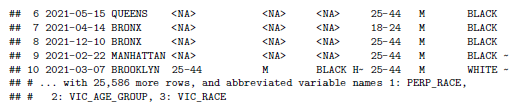 ##  6 2021-05-15 QUEENS    <NA>         <NA>    <NA>    25-44   M       BLACK
##  7 2021-04-14 BRONX     <NA>         <NA>    <NA>    18-24   M       BLACK
##  8 2021-12-10 BRONX     <NA>         <NA>    <NA>    25-44   M       BLACK
##  9 2021-02-22 MANHATTAN <NA>         <NA>    <NA>    25-44   M       BLACK ~
## 10 2021-03-07 BROOKLYN  25-44        M       BLACK H~ 25-44   M       WHITE ~
## # ... with 25,586 more rows, and abbreviated variable names 1: PERP_RACE,
## #   2: VIC_AGE_GROUP, 3: VIC_RACE